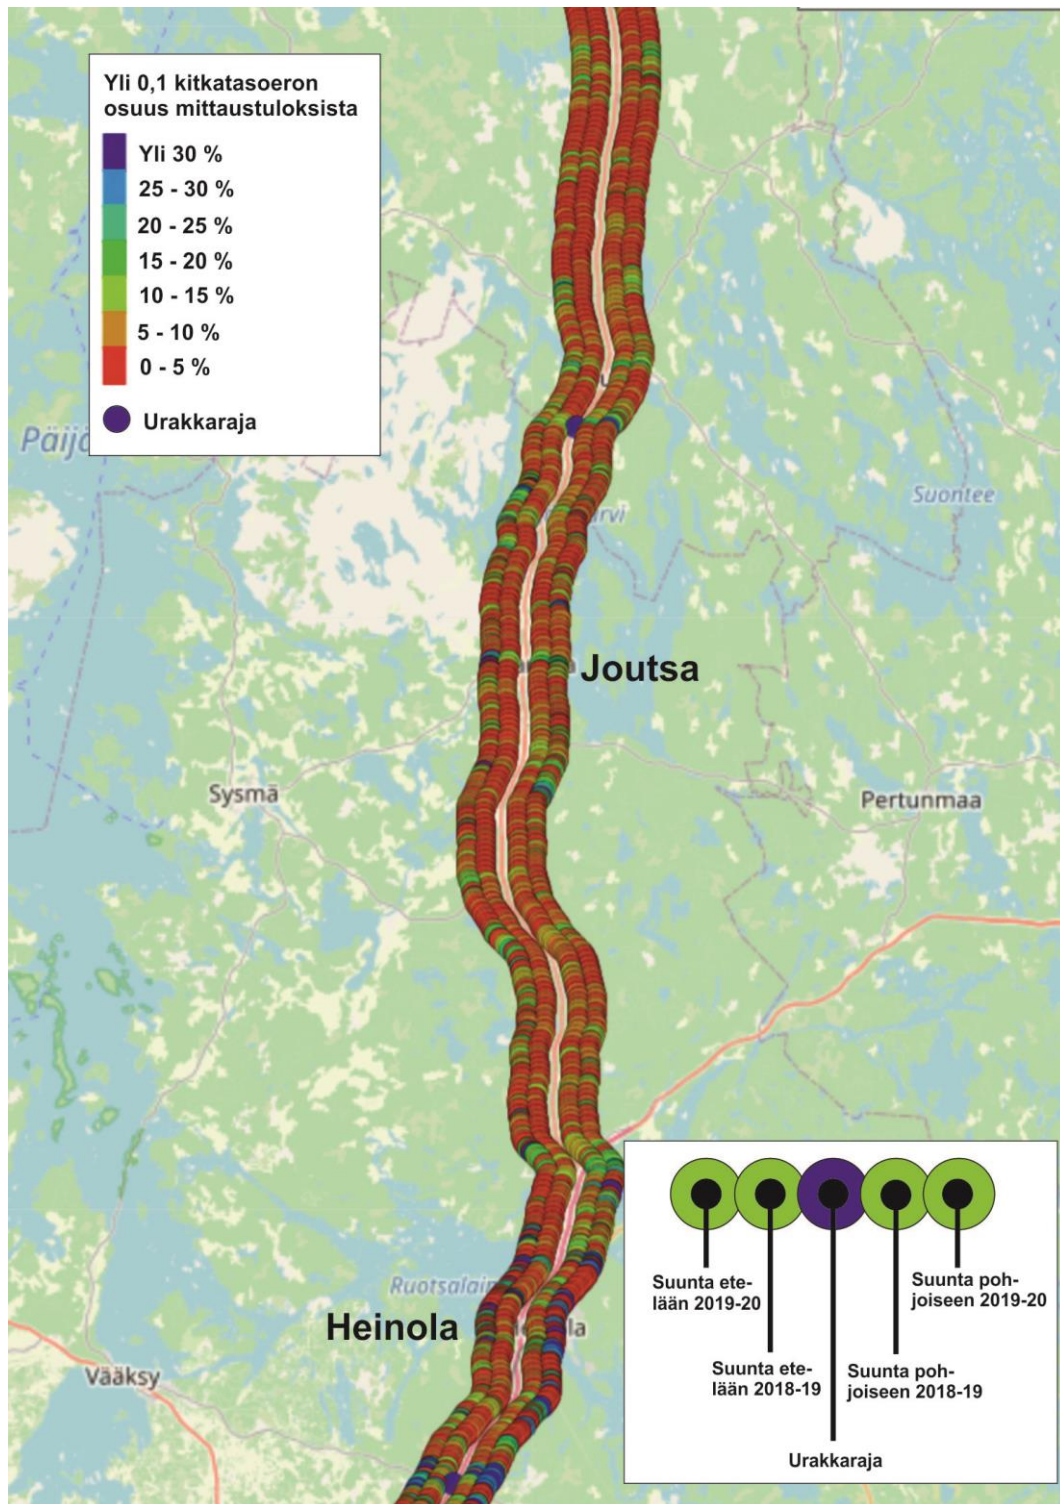 Yli 0,1 kitkatasoeron
osuus mittaustuloksista
Yli 30 %
25 - 30 %
20 - 25 %
15 - 20 %
10 - 15 %
5 - 10 %
0 - 5 %
Urakkaraja
Suontee
Joutsa
Sysmä
Pertunmaa
Heinola
Vääksy
Suunta ete-
lään 2019-20
Suunta poh-
joiseen 2019-20
Suunta ete-
lään 2018-19
Suunta poh-
joiseen 2018-19
Urakkaraja